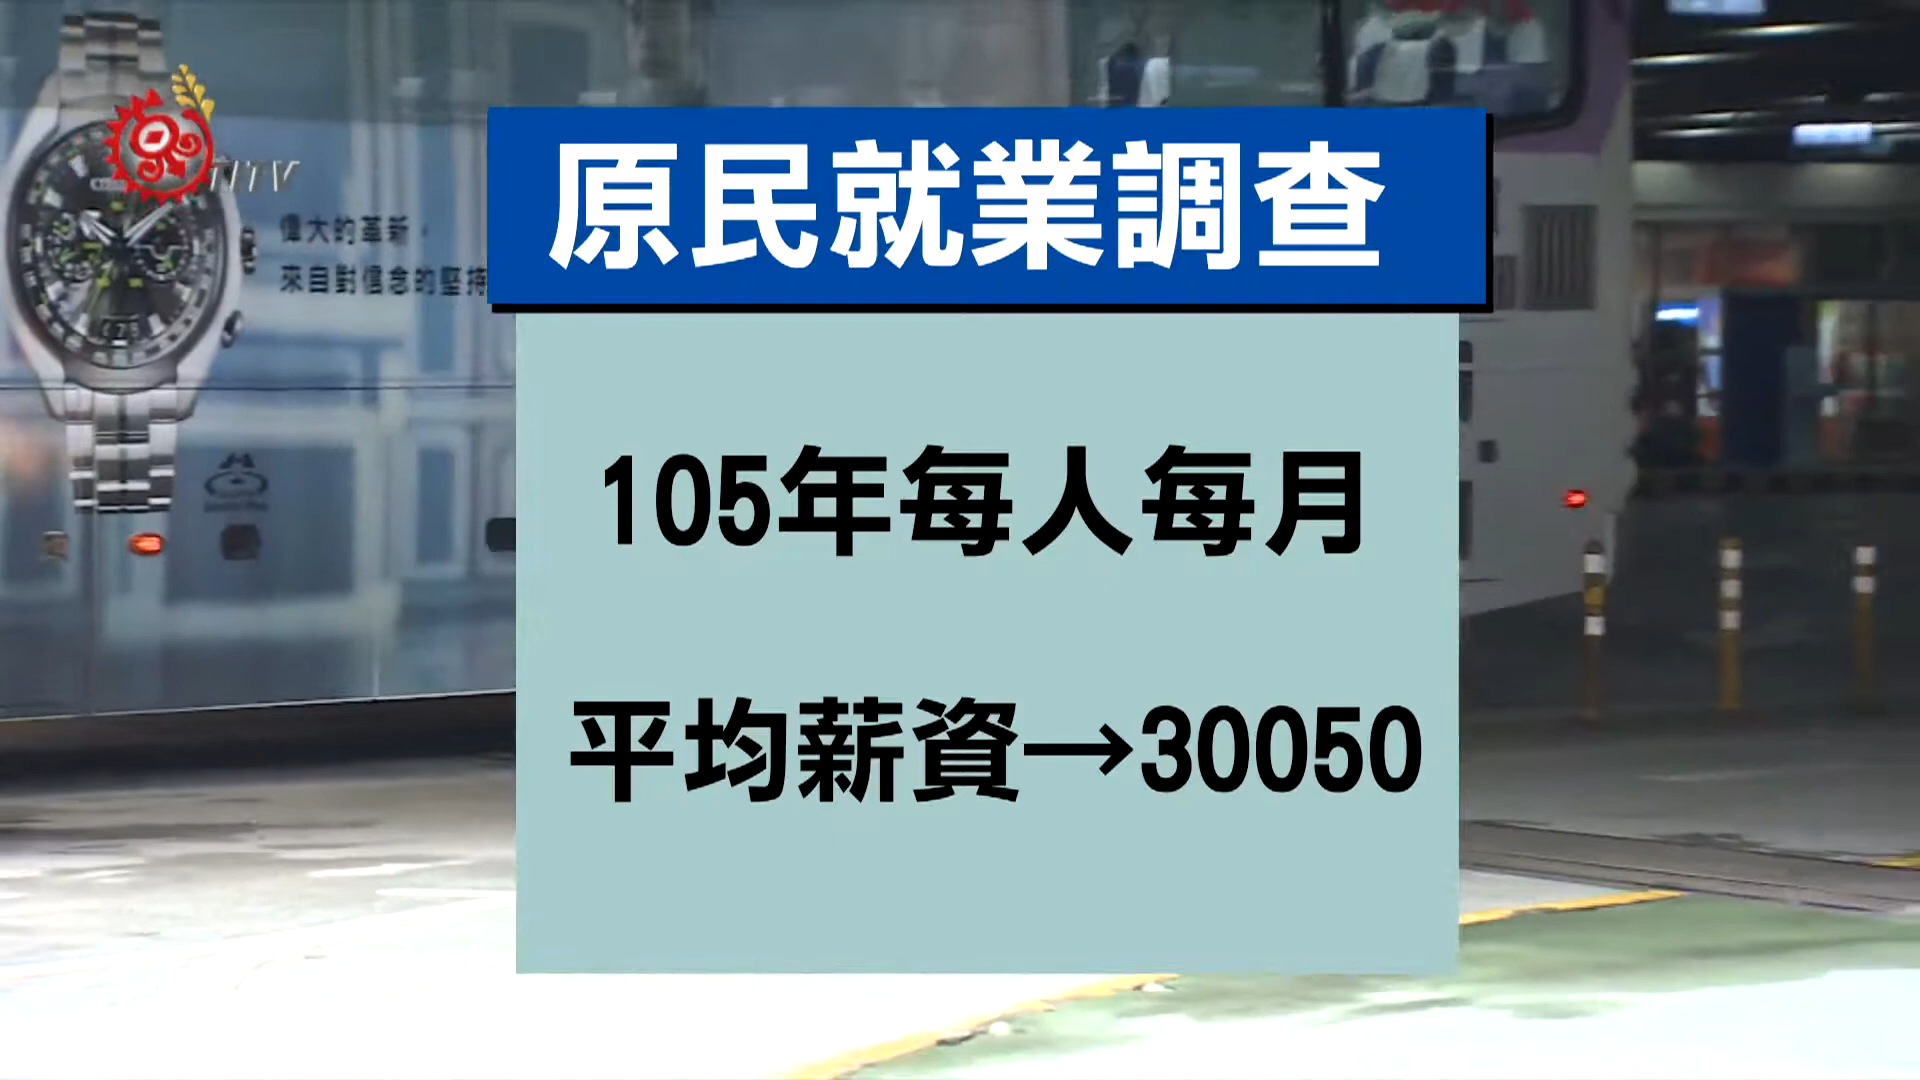 TITV
偉大的革新，
來自對信念的堅持
原民就業調查
105年每人每月
平均薪資→30050